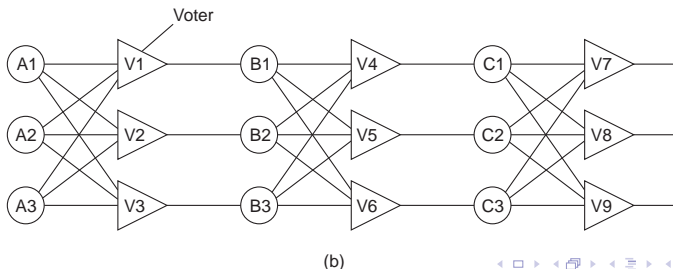 Voter
A1 V1 B1 V4 C1 V7
A2 V2 B2 V5 C2 V8
A3 V3 B3 V6 C3 V9
(b)